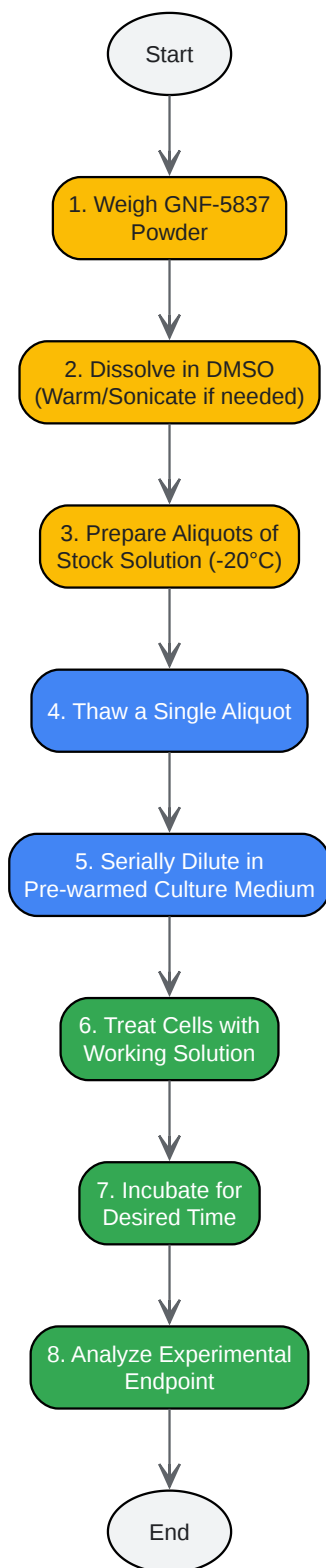 Start
1. Weigh GNF-5837
Powder
2. Dissolve in DMSO
(Warm/Sonicate if needed)
3. Prepare Aliquots of
Stock Solution (-20°C)
4. Thaw a Single Aliquot
5. Serially Dilute in
Pre-warmed Culture Medium
6. Treat Cells with
Working Solution
7. Incubate for
Desired Time
8. Analyze Experimental
Endpoint
End